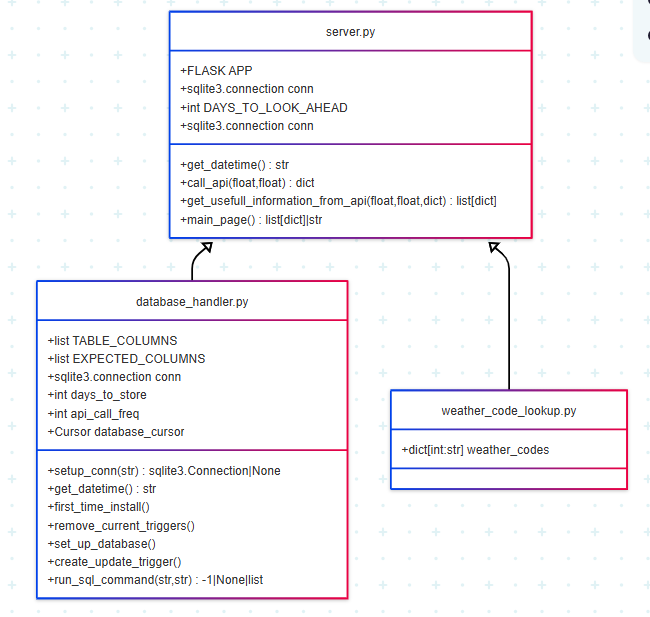 server.py
+FLASK APP
+sqlite3.connection conn
+int DAYS_TO_LOOK_AHEAD
+sqlite3.connection conn
+get_datetime() : str
+call_api(float,float) : dict
+get_usefull_information_from_api(float,float,dict) : list[dict]
+main_page() : list[dict]|str
database_handler.py
+list TABLE_COLUMNS
+list EXPECTED_COLUMNS
+sqlite3.connection conn
+int days_to_store
+int api_call_freq
+Cursor database_cursor
+setup_conn(str) : sqlite3.Connection|None
+get_datetime() : str
+first_time_install()
+remove_current_triggers()
+set_up_database()
+create_update_trigger()
+run_sql_command(str,str) : -1|None|list
weather_code_lookup.py
+dict[int:str] weather_codes